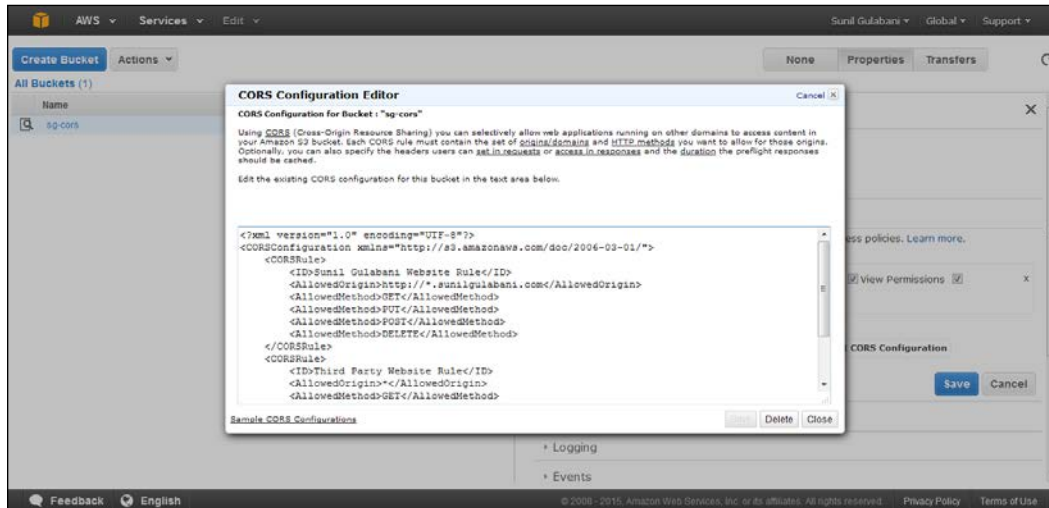 AWS Services Edit Sunil Gulabani Global Support
Create Bucket Actions None Properties Transfers
All Buckets (1)
Name
sg-cors
CORS Configuration Editor Cancel
CORS Configuration for Bucket : "sg-cors"
Using CORS (Cross-Origin Resource Sharing) you can selectively allow web applications running on other domains to access content in
your Amazon S3 bucket. Each CORS rule must contain the set of origins/domains and HTTP methods you want to allow for those origins.
Optionally, you can also specify the headers users can set in requests or access in responses and the duration the preflight responses
should be cached.
Edit the existing CORS configuration for this bucket in the text area below.
<?xml version="1.0" encoding="UTF-8"?>
<CORSConfiguration xmlns="http://s3.amazonaws.com/doc/2006-03-01/">
<CORSRule>
<ID>Sunil Gulabani Website Rule</ID>
<AllowedOrigin>http://*.sunilgulabani.com</AllowedOrigin>
<AllowedMethod>GET</AllowedMethod>
<AllowedMethod>PUT</AllowedMethod>
<AllowedMethod>POST</AllowedMethod>
<AllowedMethod>DELETE</AllowedMethod>
</CORSRule>
<CORSRule>
<ID>Third Party Website Rule</ID>
<AllowedOrigin>*</AllowedOrigin>
<AllowedMethod>GET</AllowedMethod>
Sample CORS Configurations Delete Close
ess policies. Learn more.
View Permissions x
CORS Configuration
Save Cancel
Logging
Events
Feedback English © 2008 - 2015, Amazon Web Services, Inc. or its affiliates. All rights reserved. Privacy Policy Terms of Use